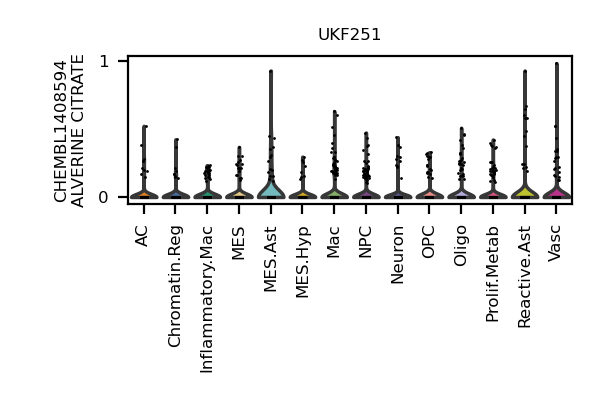 UKF251
CHEMBL1408594
ALVERINE CITRATE
1
0
AC
Chromatin.Reg
Inflammatory.Mac
MES
MES.Ast
MES.Hyp
Mac
NPC
Neuron
OPC
Oligo
Prolif.Metab
Reactive.Ast
Vasc